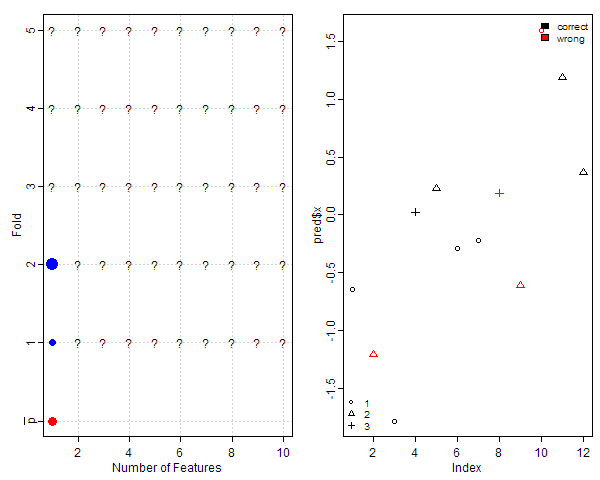 5 ? ? ? ? ? ? ? ? ? ?
4 ? ? ? ? ? ? ? ? ? ?
3 ? ? ? ? ? ? ? ? ? ?
Fold
2 ? ? ? ? ? ? ? ? ?
1 ? ? ? ? ? ? ? ? ?
p̅
2 4 6 8 10
Number of Features
correct
wrong
1.5
1.0
0.5
0.0
-0.5
-1.0
-1.5
pred$x
1
2
3
2 4 6 8 10 12
Index